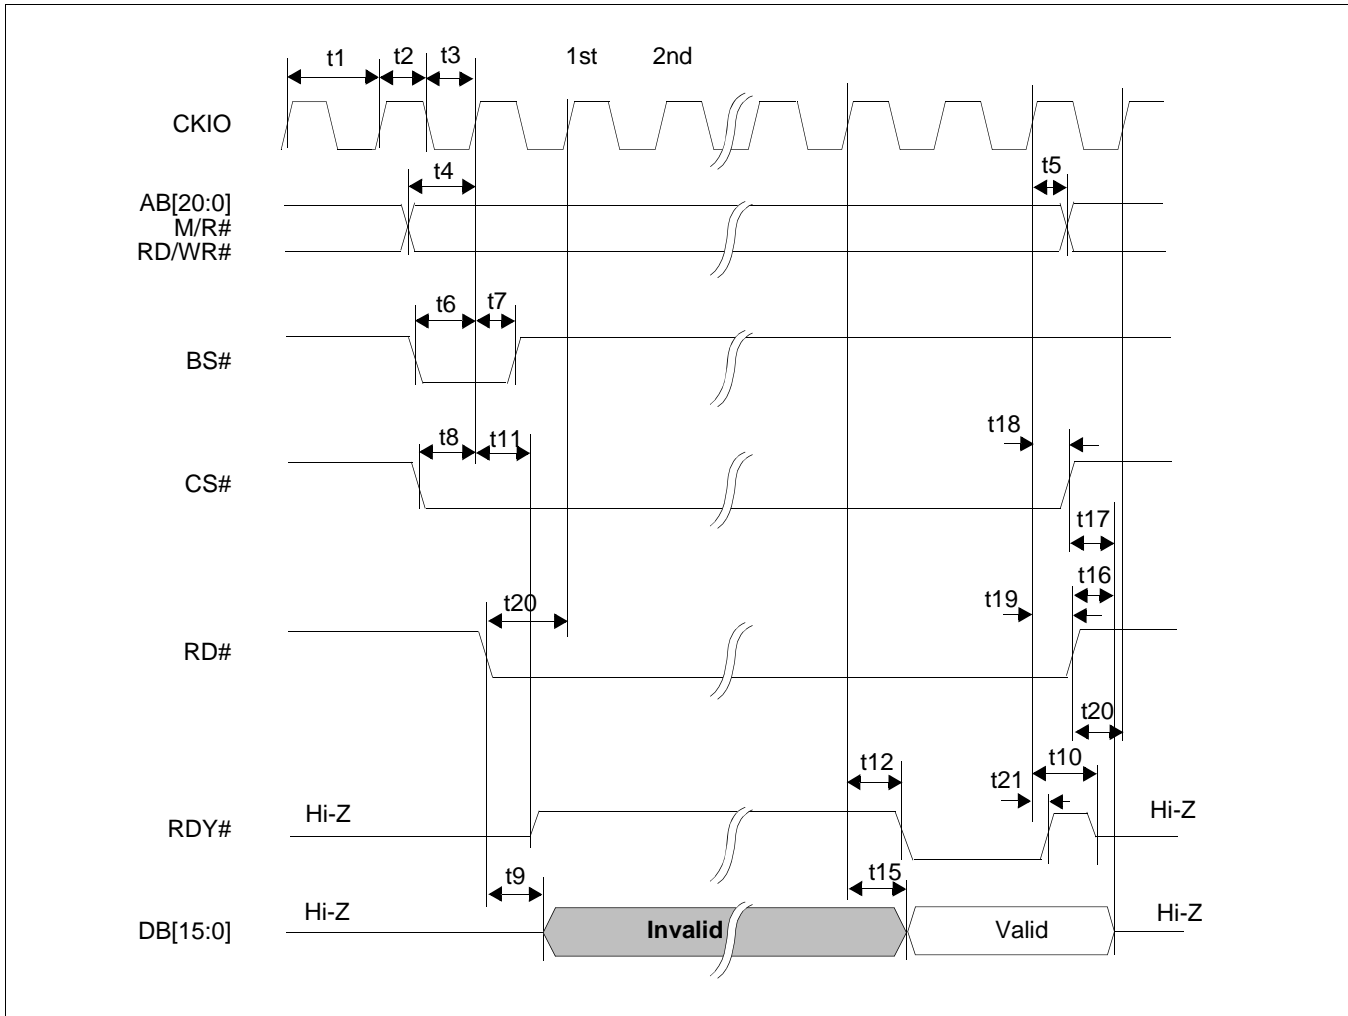 t1 t2 t3 1st 2nd
CKIO
t4 t5
AB[20:0]
M/R#
RD/WR#
t6 t7
BS#
t8 t11 t18
CS#
t17
t16
t20 t19
RD#
t20
t12 t21 t10
Hi-Z Hi-Z
RDY#
t9 t15
Hi-Z Invalid Valid Hi-Z
DB[15:0]